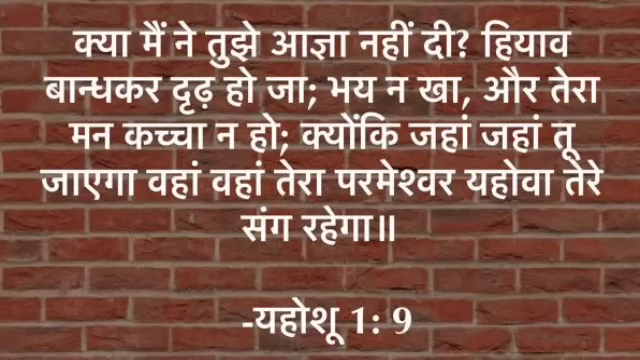 क्या मैं ने तुझे आज्ञा नहीं दी? हियाव
बान्धकर दृढ़ हो जा; भय न खा, और तेरा
मन कच्चा न हो; क्योंकि जहां जहां तू
जाएगा वहां वहां तेरा परमेश्वर यहोवा तेरे
संग रहेगा॥
-यहोशू 1: 9